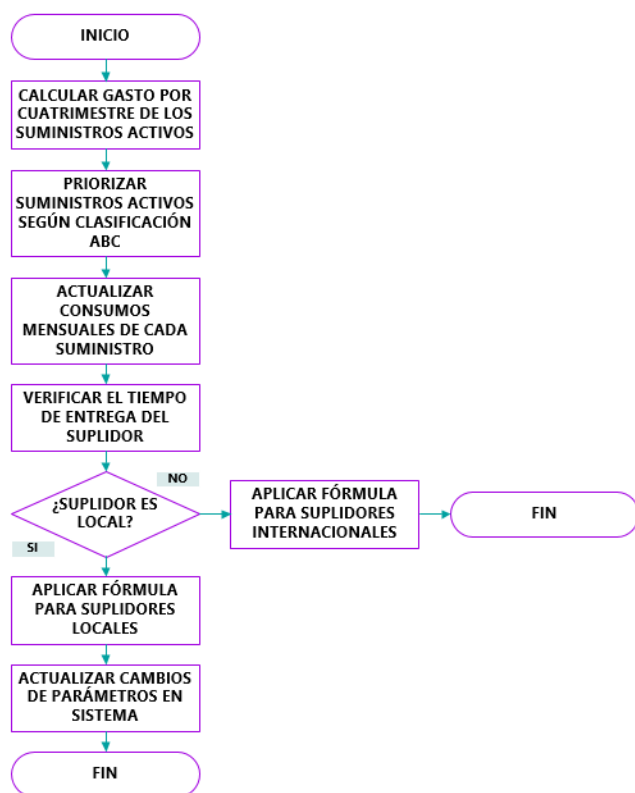 INICIO
CALCULAR GASTO POR
CUATRIMESTRE DE LOS
SUMINISTROS ACTIVOS
PRIORIZAR
SUMINISTROS ACTIVOS
SEGÚN CLASIFICACIÓN
ABC
ACTUALIZAR
CONSUMOS
MENSUALES DE CADA
SUMINISTRO
VERIFICAR EL TIEMPO
DE ENTREGA DEL
SUPLIDOR
¿SUPLIDOR ES
LOCAL?
NO
APLICAR FÓRMULA
PARA SUPLIDORES
INTERNACIONALES
FIN
SI
APLICAR FÓRMULA
PARA SUPLIDORES
LOCALES
ACTUALIZAR CAMBIOS
DE PARÁMETROS EN
SISTEMA
FIN